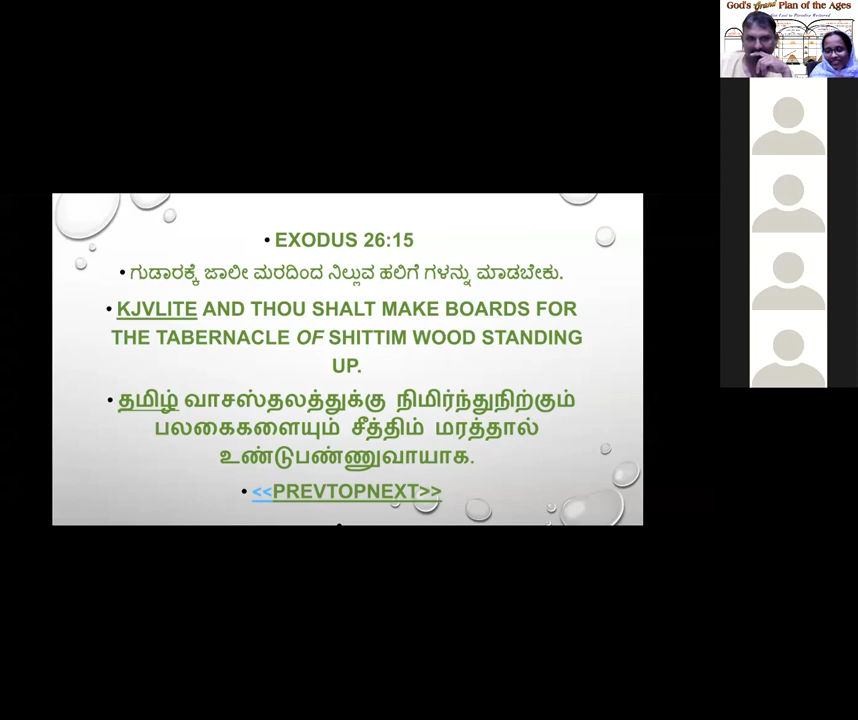 God's Grand Plan of the Ages
• EXODUS 26:15
• ಗುಡಾರಕ್ಕೆ ಜಾಲೀ ಮರದಿಂದ ನಿಲ್ಲುವ ಹಲಿಗೆ ಗಳನ್ನು ಮಾಡಬೇಕು.
• KJVLITE AND THOU SHALT MAKE BOARDS FOR
THE TABERNACLE OF SHITTIM WOOD STANDING
UP.
• தமிழ் வாசஸ்தலத்துக்கு நிமிர்ந்துநிற்கும்
பலகைகளையும் சீத்திம் மரத்தால்
உண்டுபண்ணுவாயாக.
• <<PREVTOPNEXT>>